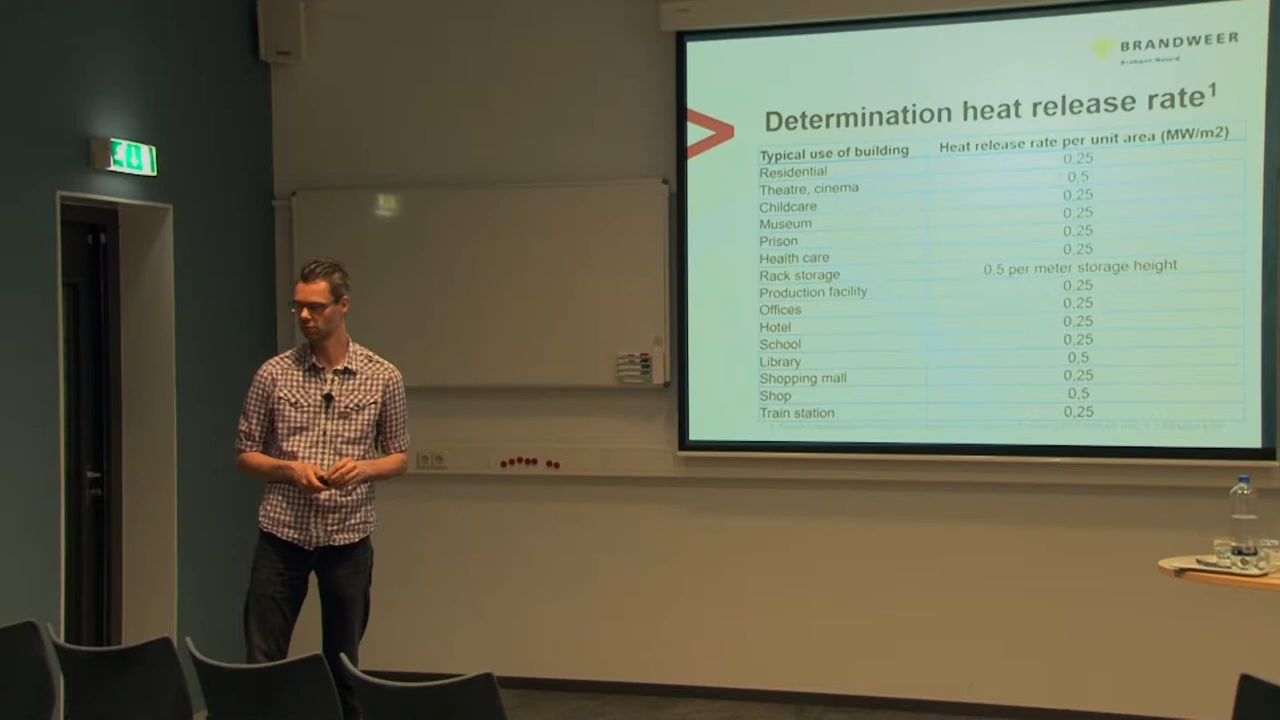 BRANDWEER
Brabant-Noord
Determination heat release rate1
Typical use of building Heat release rate per unit area (MW/m2)
Residential 0,25
Theatre, cinema 0,5
Childcare 0,25
Museum 0,25
Prison 0,25
Health care 0,25
Rack storage 0,5 per meter storage height
Production facility 0,25
Offices 0,25
Hotel 0,25
School 0,25
Library 0,5
Shopping mall 0,25
Shop 0,5
Train station 0,25